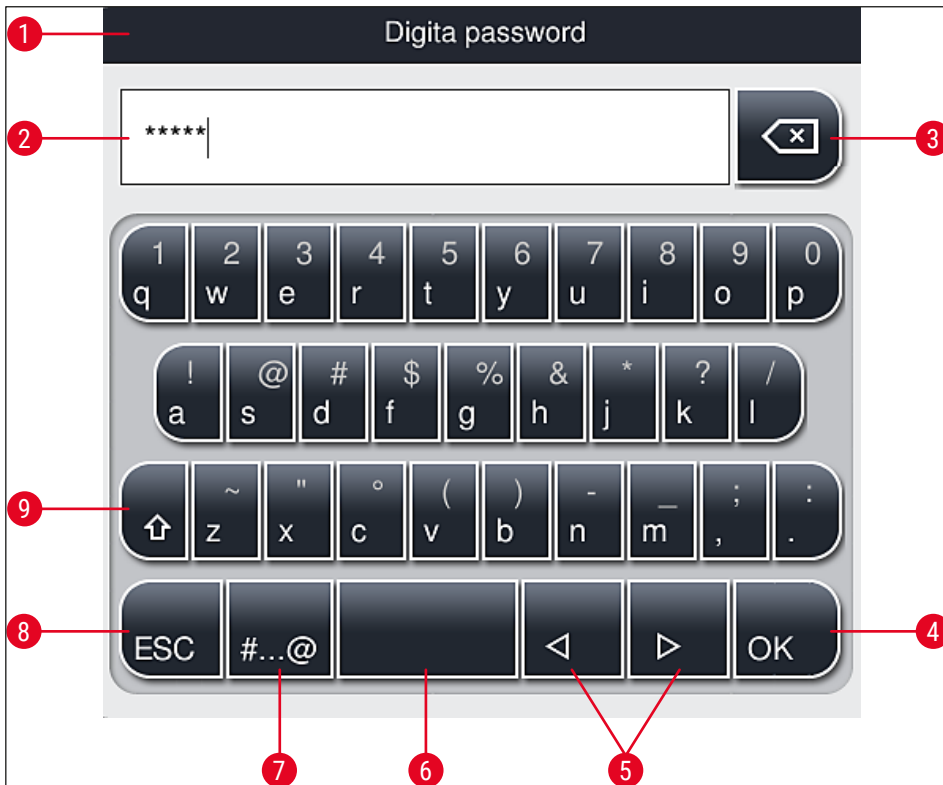 1 Digita password
2 ***** 3
1 2 3 4 5 6 7 8 9 0
q w e r t y u i o p
! @ # $ % & * ? /
a s d f g h j k l
9 ~ " ° ( ) - _ ; :
z x c v b n m , .
8 ESC #...@ OK 4
7 6 5